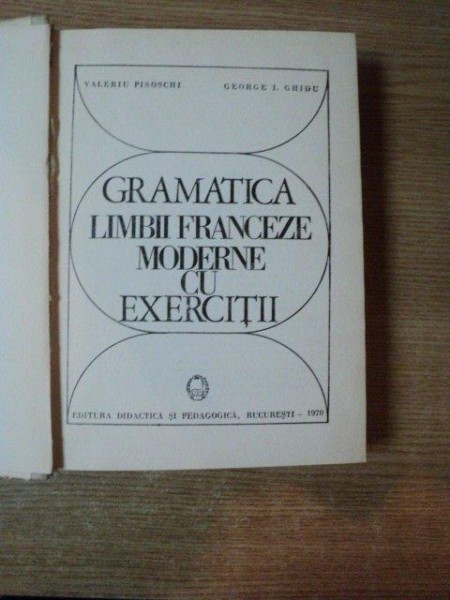 VALERIU PISOSCHI GEORGE I. GHIDU
GRAMATICA
LIMBII FRANCEZE
MODERNE
CU
EXERCIȚII
EDITURA DIDACTICĂ ȘI PEDAGOGICĂ, BUCUREȘTI – 1970